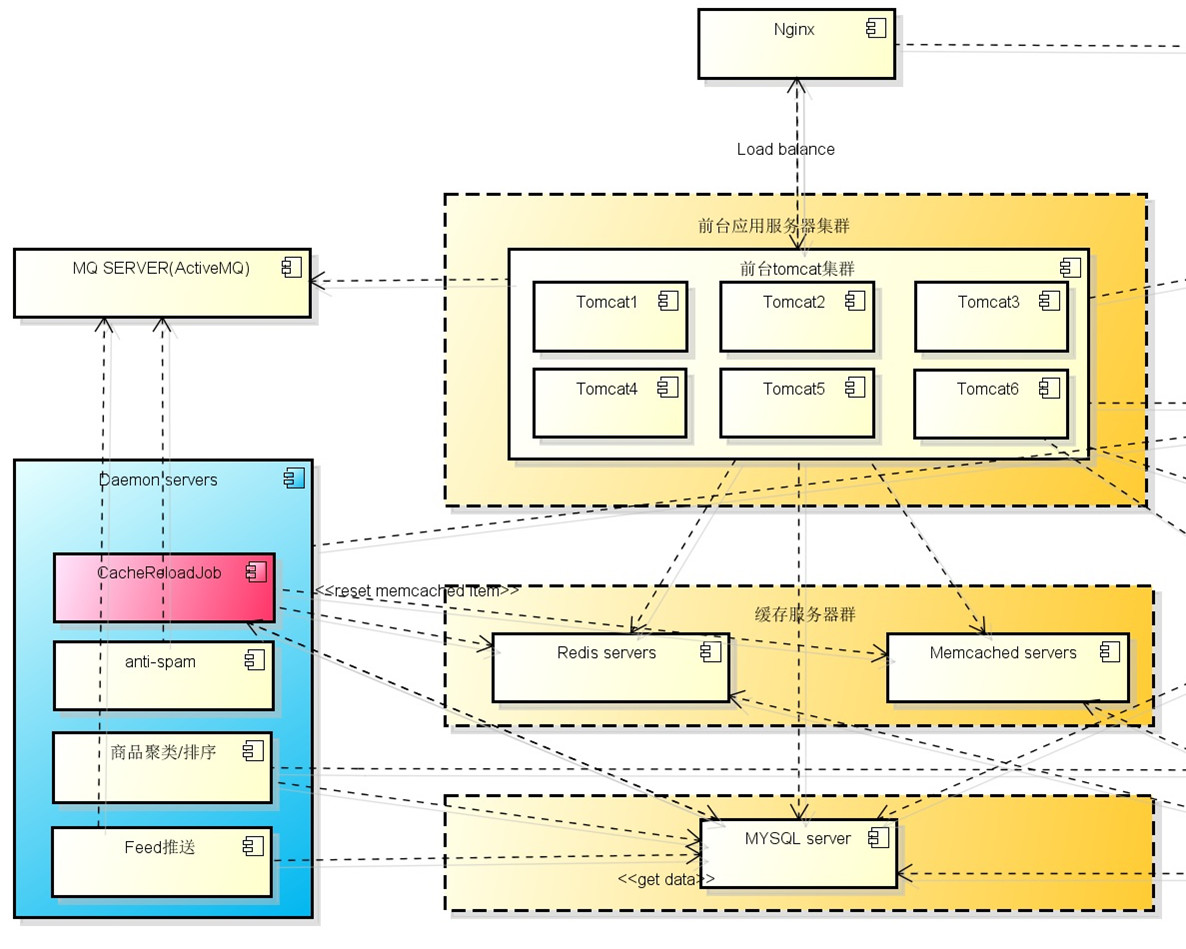 Nginx
Load balance
前台应用服务器集群
MQ SERVER(ActiveMQ)
前台tomcat集群
Tomcat1
Tomcat2
Tomcat3
Tomcat4
Tomcat5
Tomcat6
Daemon servers
CacheReloadJob
<<reset memcached item>>
缓存服务器群
anti-spam
Redis servers
Memcached servers
商品聚类/排序
Feed推送
MYSQL server
<<get data>>